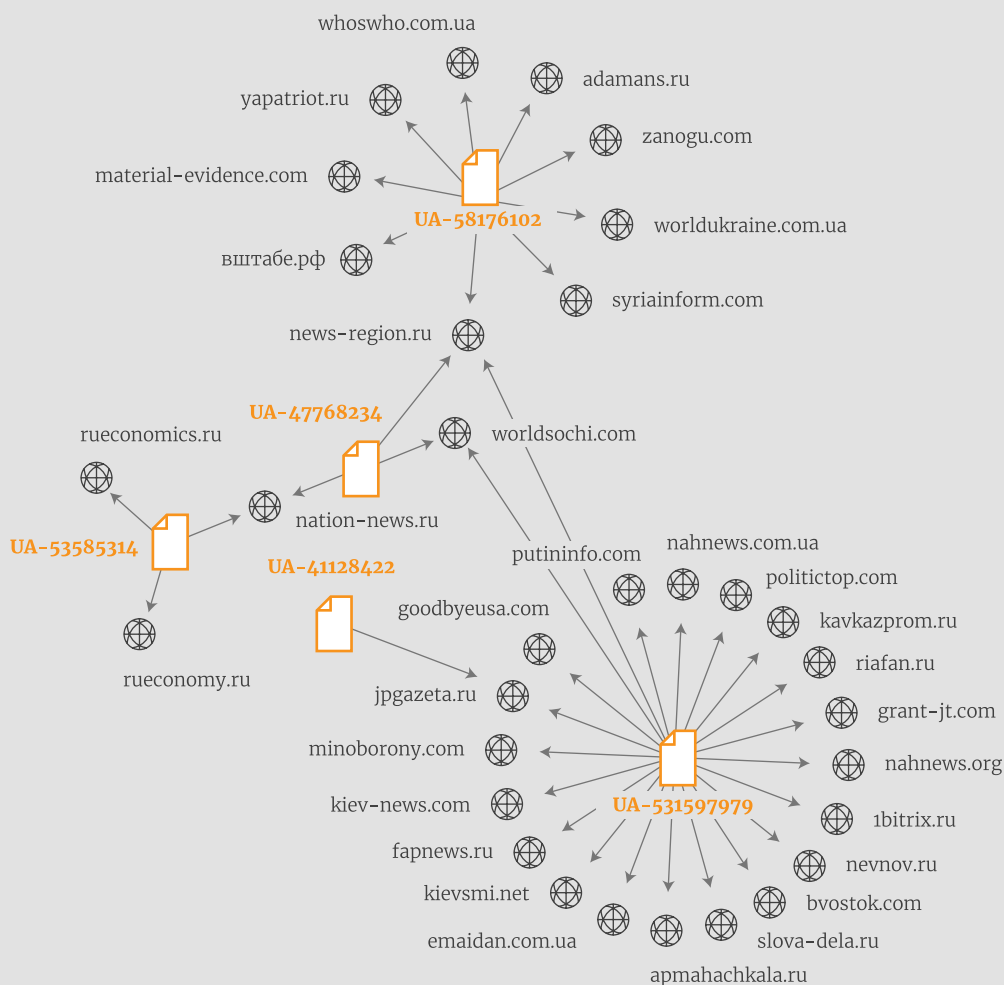 whoswho.com.ua
adamans.ru
yapatriot.ru
zanogu.com
material-evidence.com
UA-58176102
worldukraine.com.ua
вштабе.рф
syriainform.com
news-region.ru
UA-47768234
rueconomics.ru
worldsochi.com
nation-news.ru
UA-53585314
putininfo.com
nahnews.com.ua
UA-41128422
politictop.com
goodbyeusa.com
kavkazprom.ru
riafan.ru
rueconomy.ru
jpgazeta.ru
grant-jt.com
minoborony.com
nahnews.org
kiev-news.com
UA-531597979
1bitrix.ru
fapnews.ru
nevnov.ru
kievsmi.net
bvostok.com
emaidan.com.ua
slova-dela.ru
apmahachkala.ru